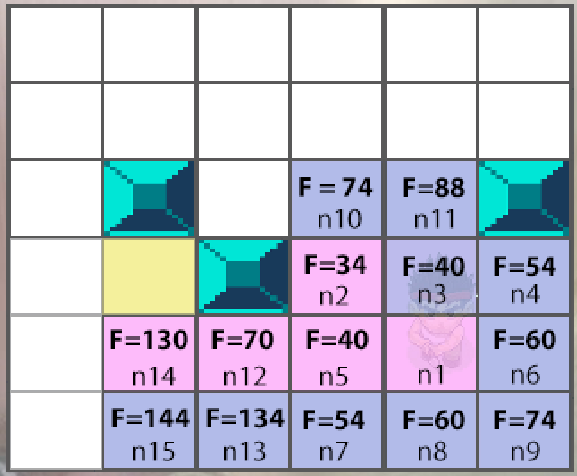 F = 74 F=88
n10 n11
F=34 F=40 F=54
n2 n3 n4
F=130 F=70 F=40 F=60
n14 n12 n5 n1 n6
F=144 F=134 F=54 F=60 F=74
n15 n13 n7 n8 n9